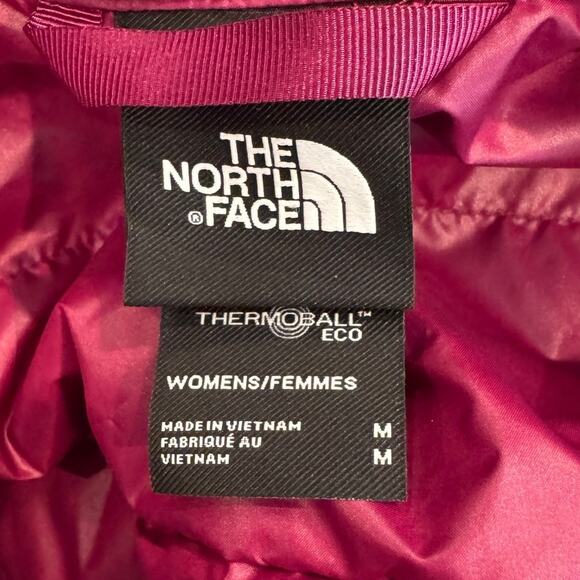 THE
NORTH
® FACE
THERMOBALL™
ECO
WOMENS/FEMMES
MADE IN VIETNAM M
FABRIQUÉ AU
VIETNAM M